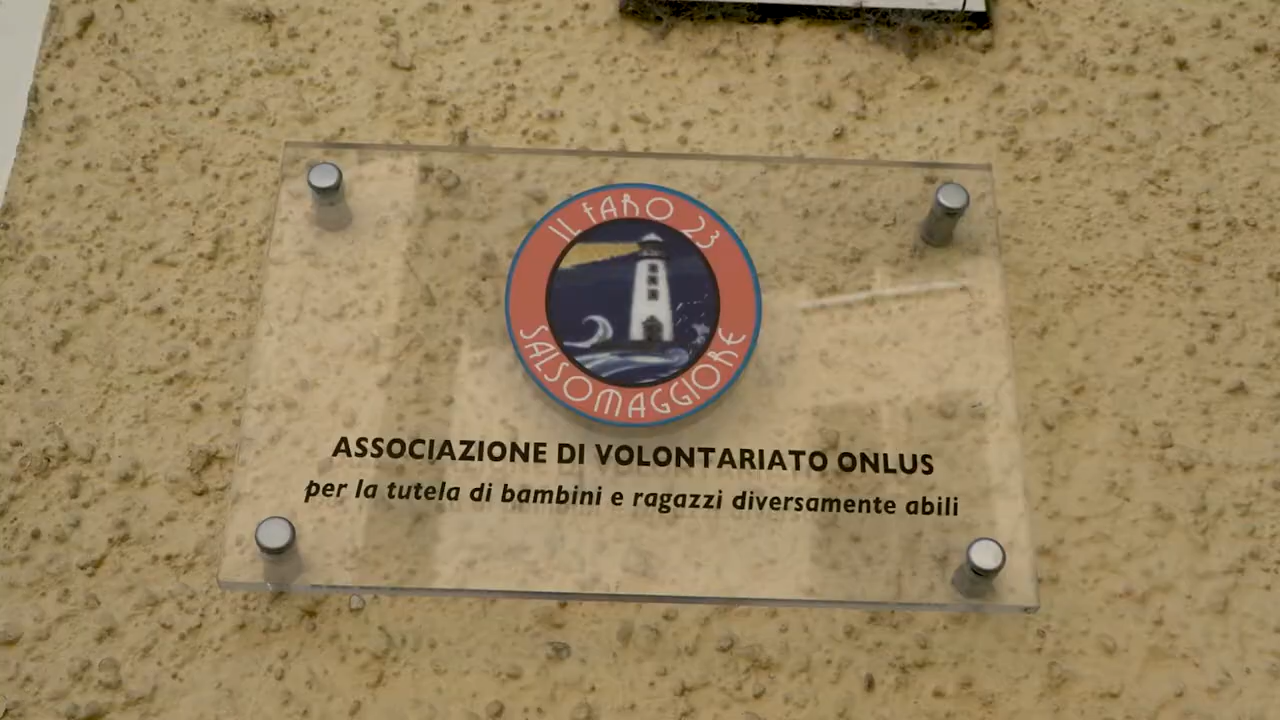 IL FARO 23
SALSOMAGGIORE
ASSOCIAZIONE DI VOLONTARIATO ONLUS
per la tutela di bambini e ragazzi diversamente abili